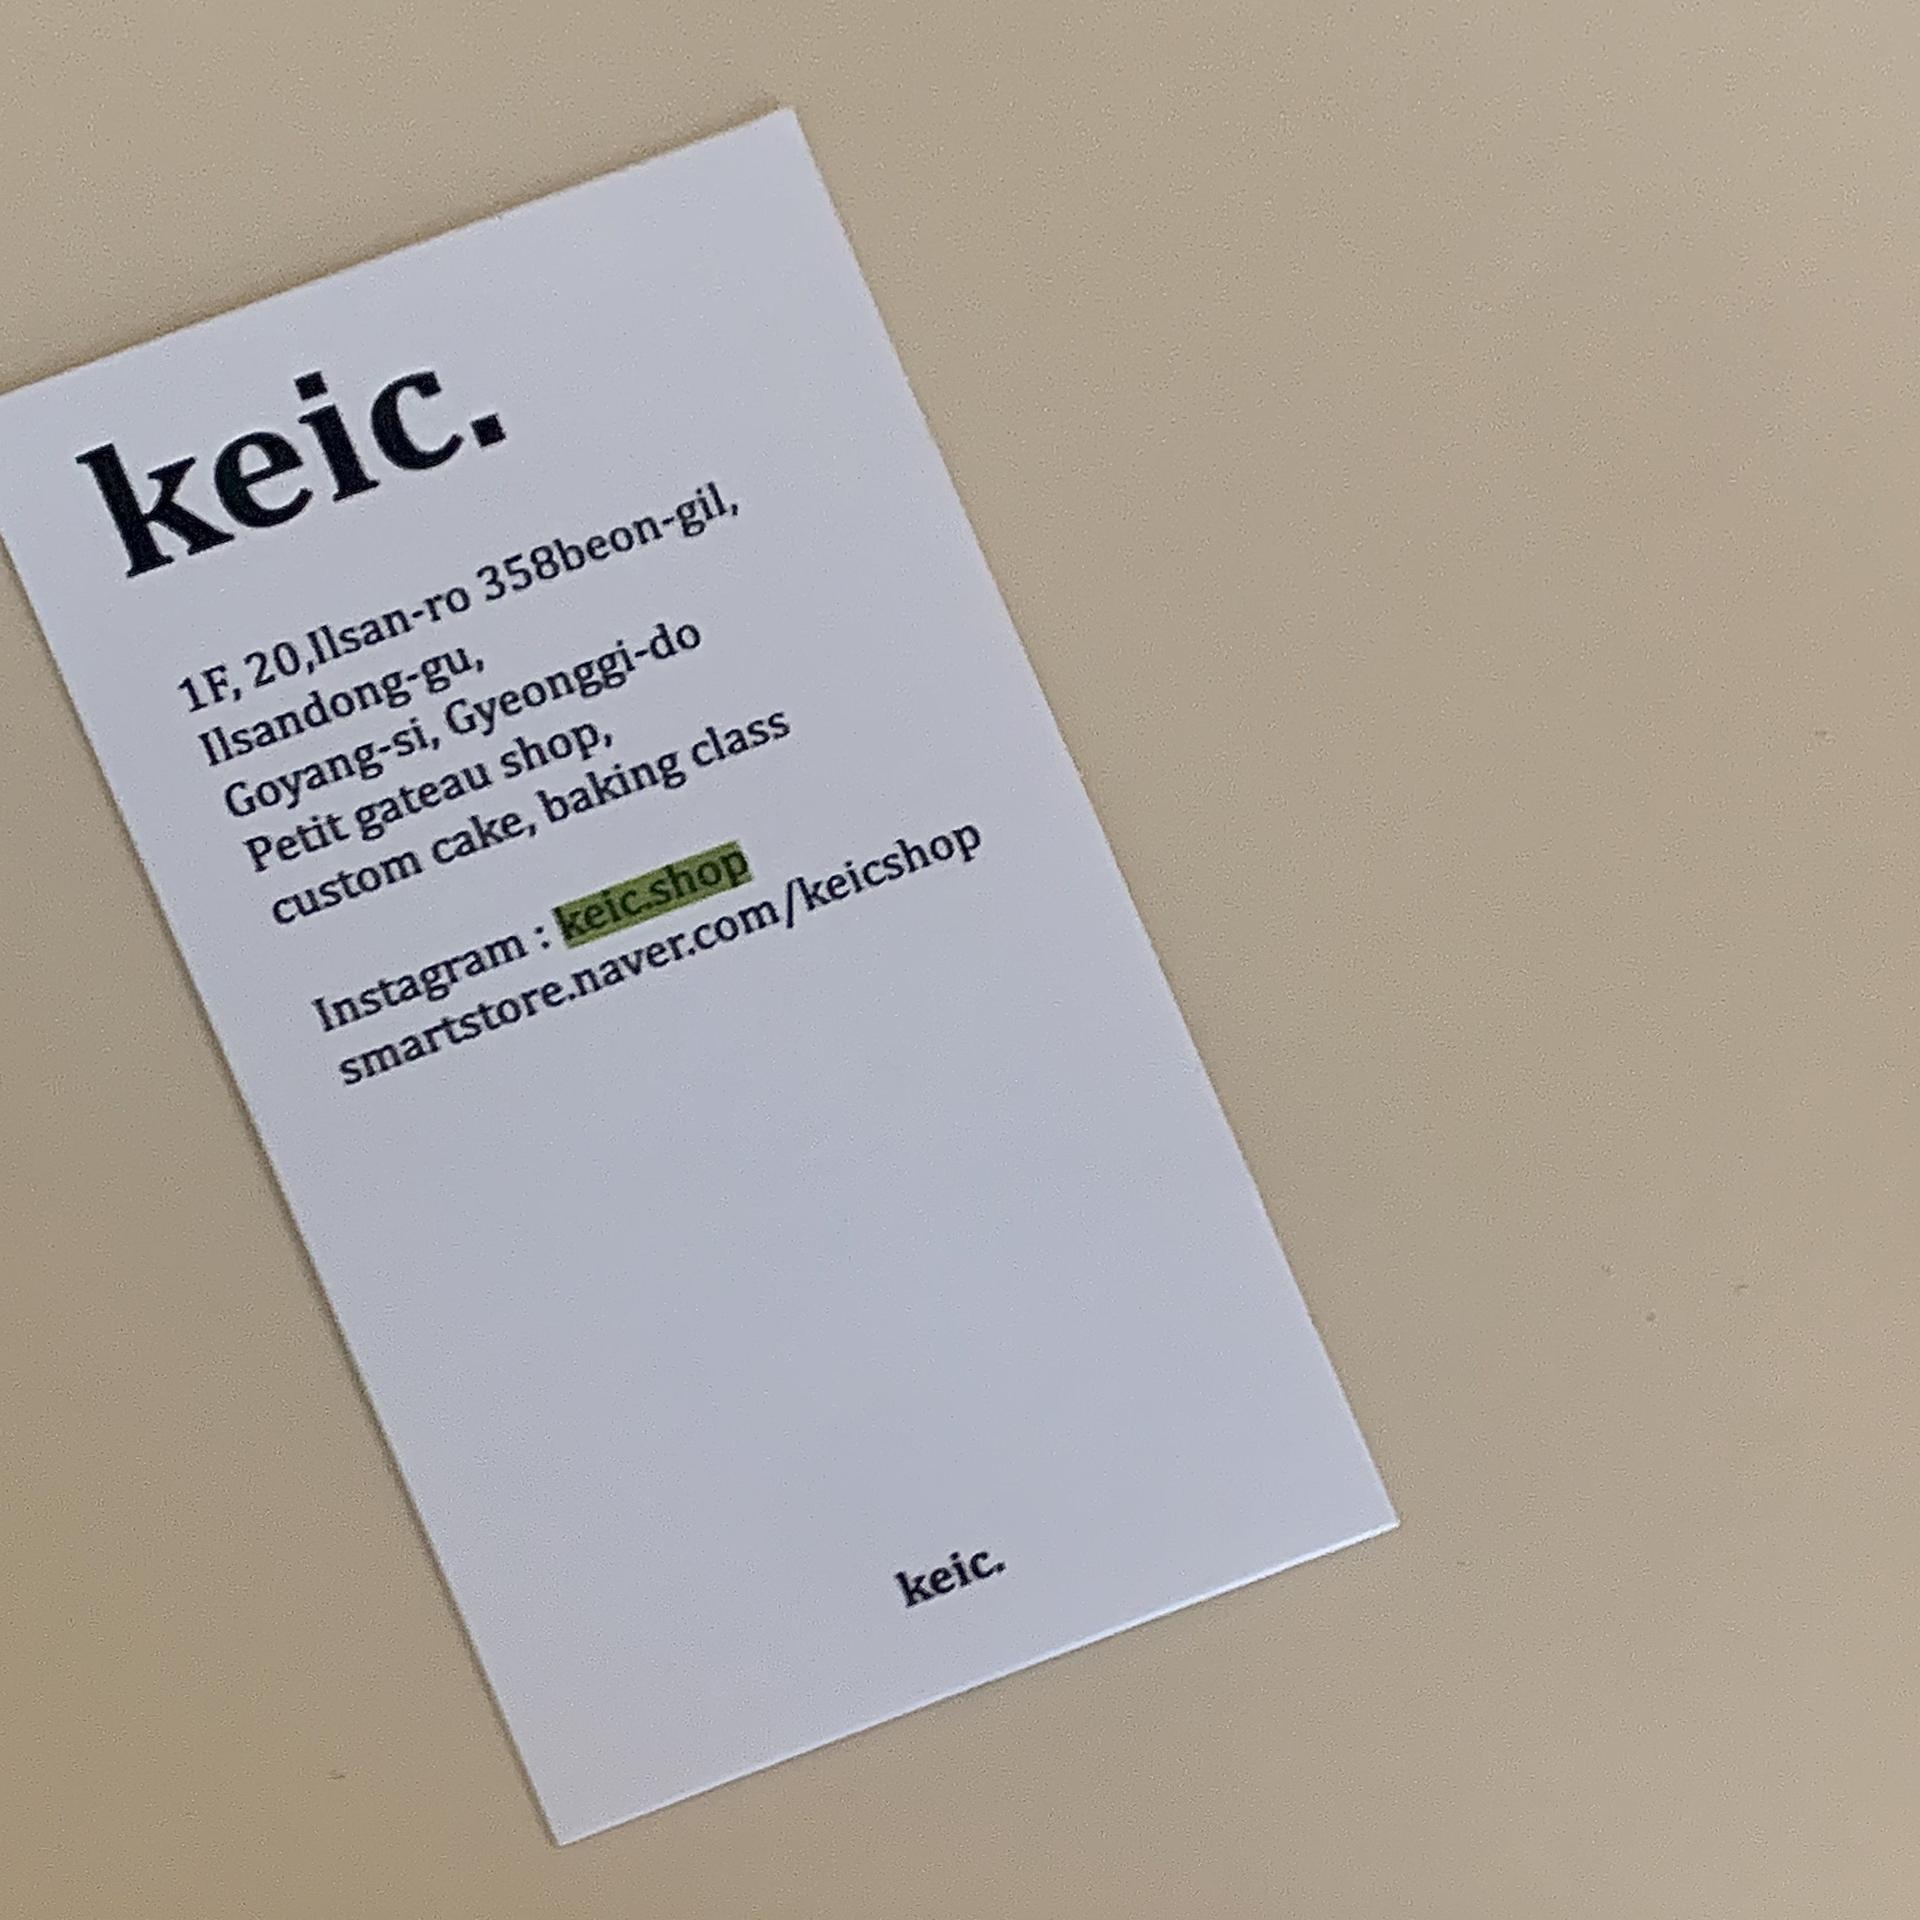 keic.
1F, 20,Ilsan-ro 358beon-gil,
Ilsandong-gu,
Goyang-si, Gyeonggi-do
Petit gateau shop,
custom cake, baking class
Instagram : keic.shop
smartstore.naver.com/keicshop
keic.